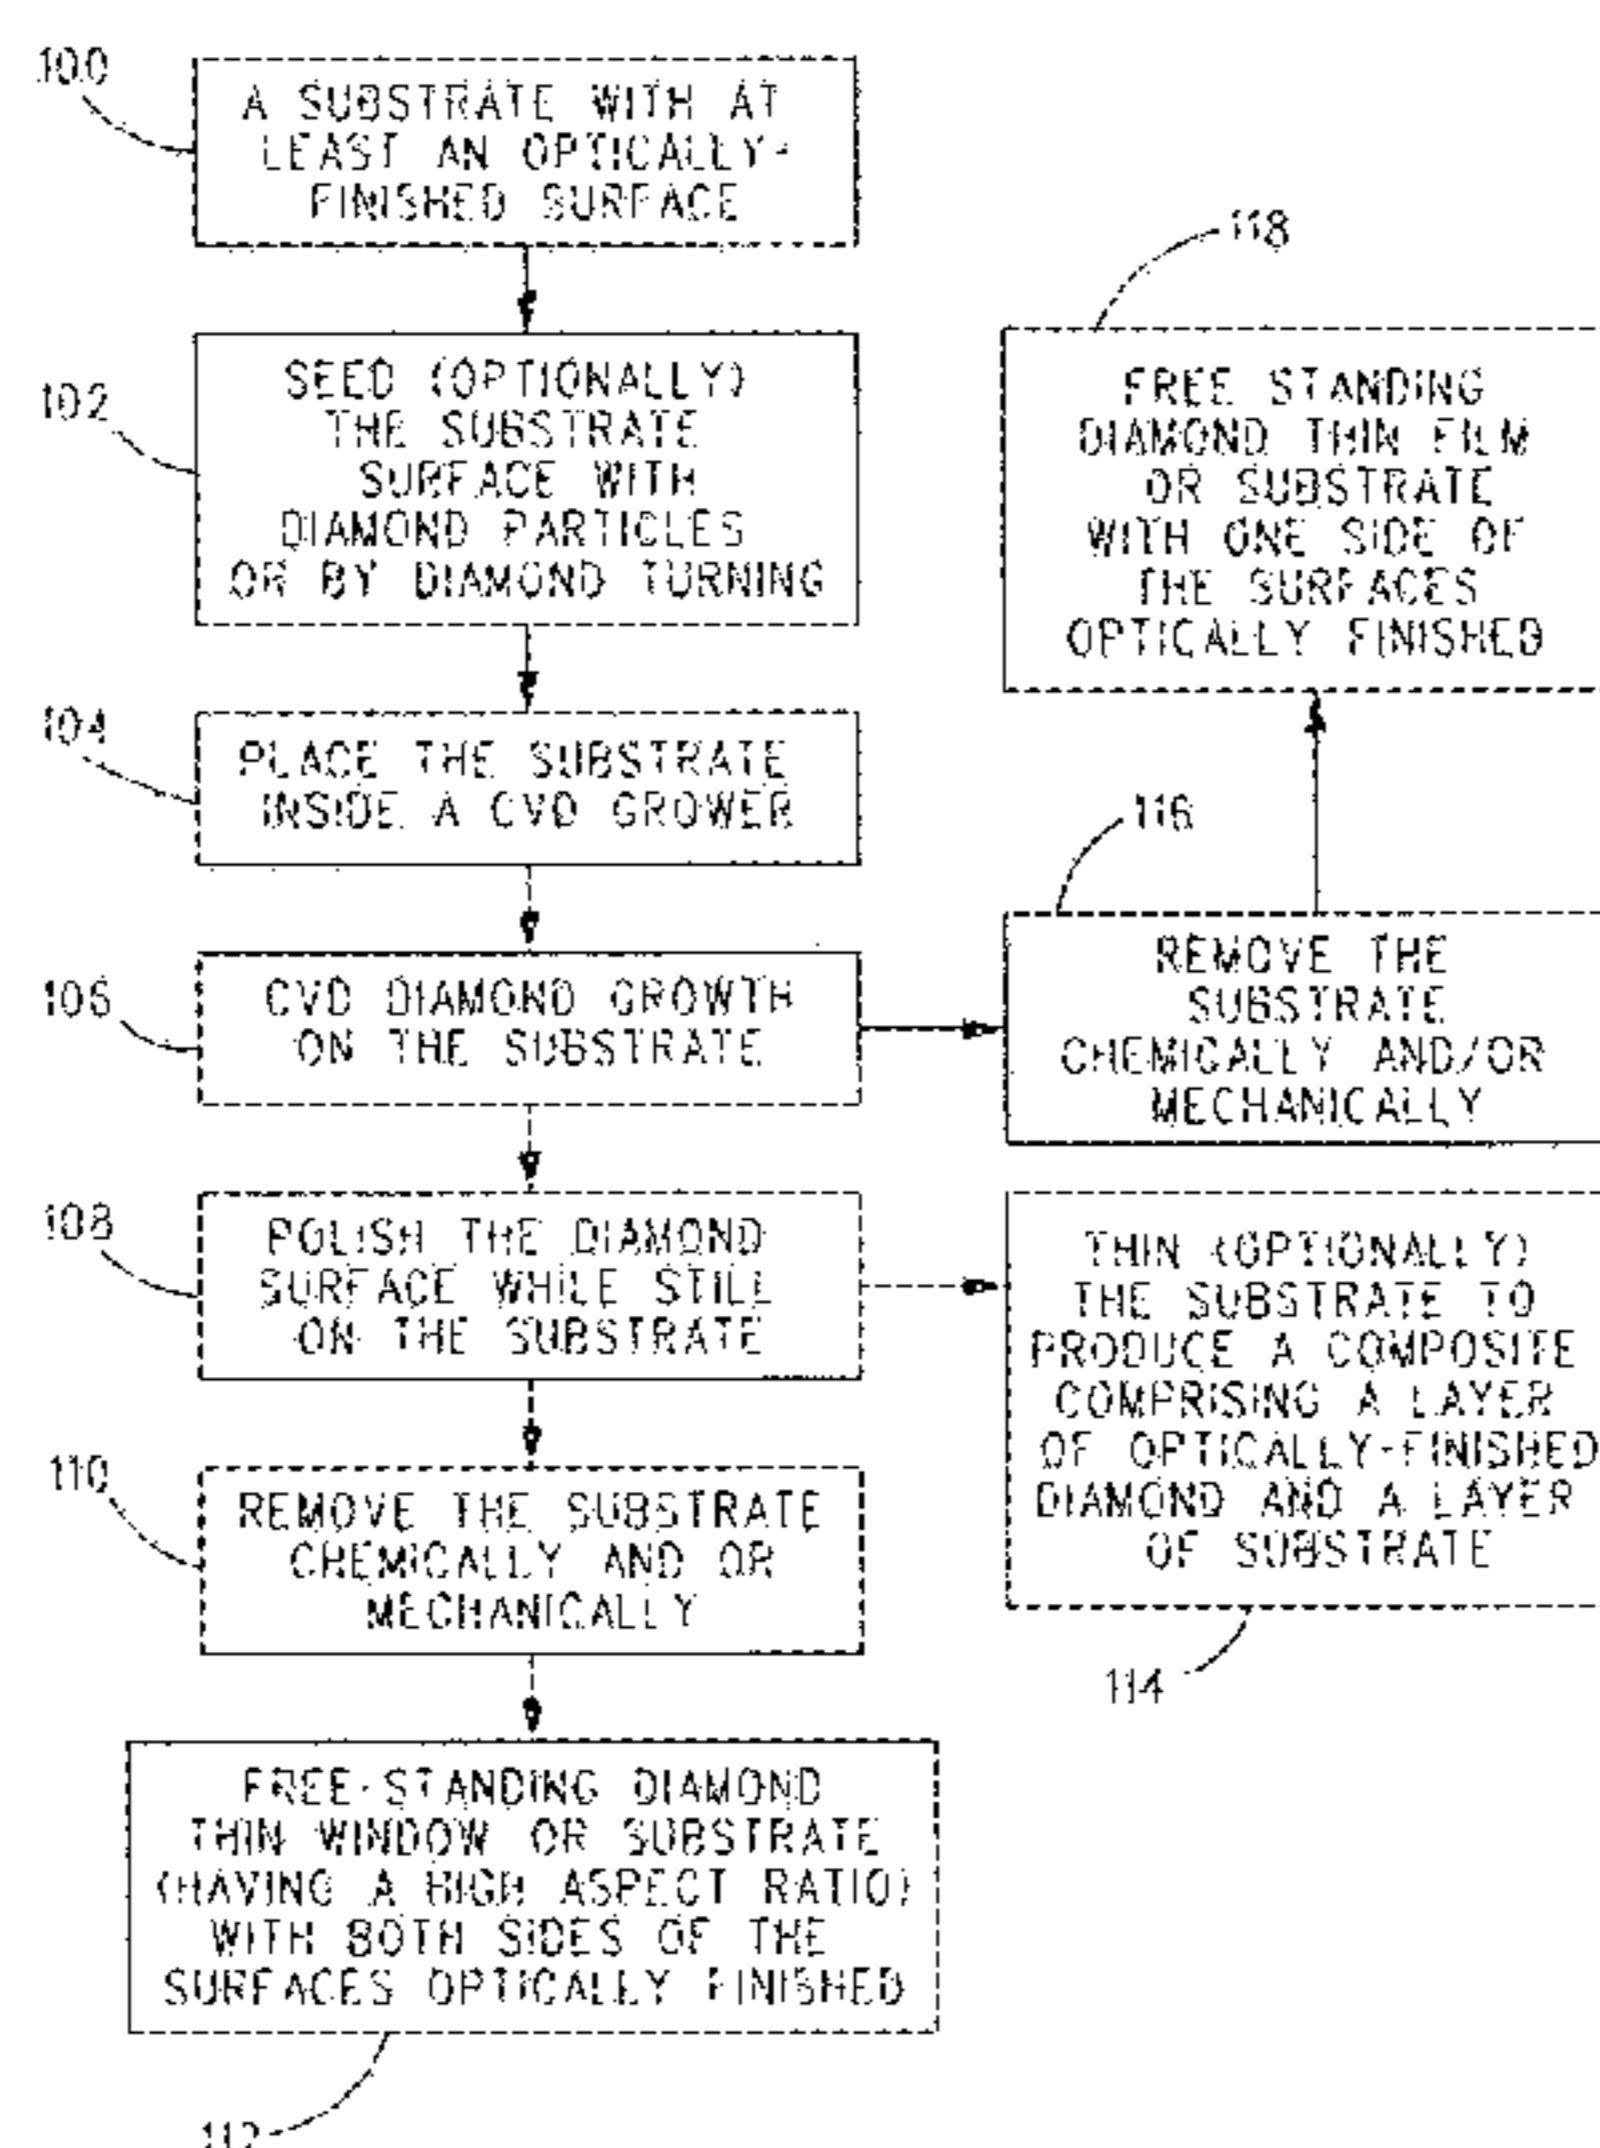 100
A SUBSTRATE WITH AT
LEAST AN OPTICALLY-
FINISHED SURFACE
102
SEED (OPTIONALLY)
THE SUBSTRATE
SURFACE WITH
DIAMOND PARTICLES
OR BY DIAMOND TURNING
104
PLACE THE SUBSTRATE
INSIDE A CVD GROWER
106
CVD DIAMOND GROWTH
ON THE SUBSTRATE
108
POLISH THE DIAMOND
SURFACE WHILE STILL
ON THE SUBSTRATE
110
REMOVE THE SUBSTRATE
CHEMICALLY AND OR
MECHANICALLY
FREE-STANDING DIAMOND
THIN WINDOW OR SUBSTRATE
(HAVING A HIGH ASPECT RATIO)
WITH BOTH SIDES OF THE
SURFACES OPTICALLY FINISHED
112
118
FREE STANDING
DIAMOND THIN FILM
OR SUBSTRATE
WITH ONE SIDE OF
THE SURFACES
OPTICALLY FINISHED
116
REMOVE THE
SUBSTRATE
CHEMICALLY AND/OR
MECHANICALLY
THIN (OPTIONALLY)
THE SUBSTRATE TO
PRODUCE A COMPOSITE
COMPRISING A LAYER
OF OPTICALLY-FINISHED
DIAMOND AND A LAYER
OF SUBSTRATE
114